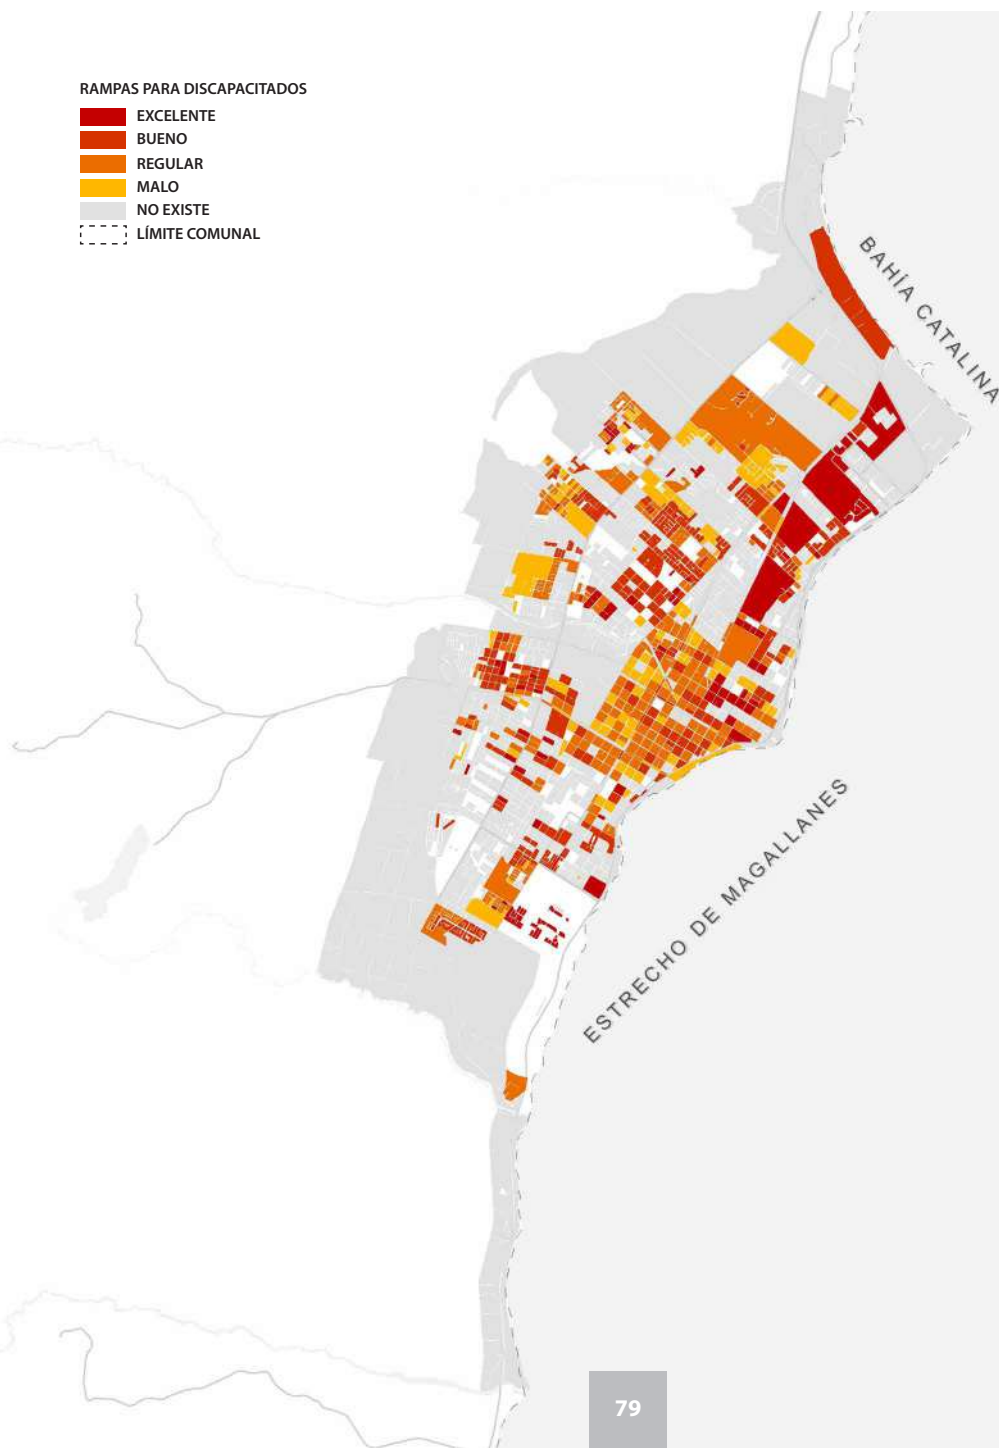 RAMPAS PARA DISCAPACITADOS
EXCELENTE
BUENO
REGULAR
MALO
NO EXISTE
LÍMITE COMUNAL
BAHÍA CATALINA
ESTRECHO DE MAGALLANES
79